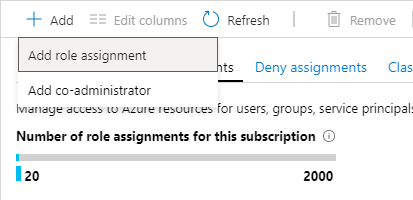 Add Edit columns Refresh Remove
Add role assignment
Deny assignments Clas
Add co-administrator
Manage access to Azure resources for users, groups, service principals,
Number of role assignments for this subscription
20 2000